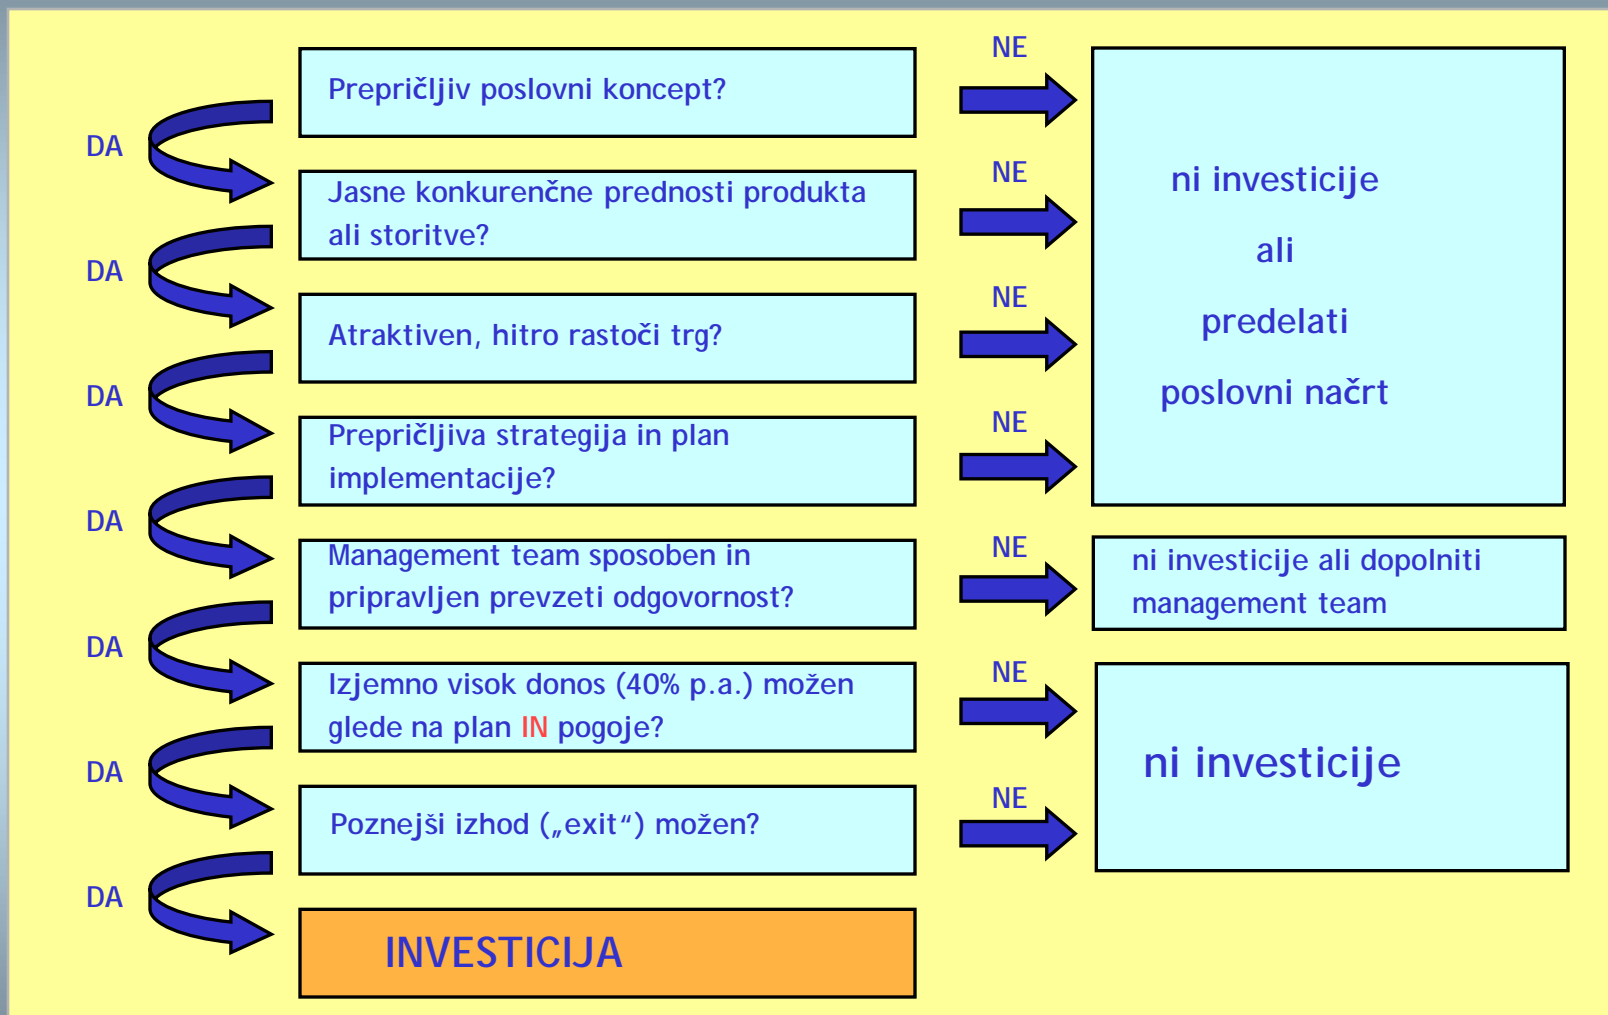 Prepričljiv poslovni koncept?
NE
DA
Jasne konkurenčne prednosti produkta
ali storitve?
NE
DA
Atraktiven, hitro rastoči trg?
NE
DA
Prepričljiva strategija in plan
implementacije?
NE
ni investicije
ali
predelati
poslovni načrt
DA
Management team sposoben in
pripravljen prevzeti odgovornost?
NE
ni investicije ali dopolniti
management team
DA
Izjemno visok donos (40% p.a.) možen
glede na plan IN pogoje?
NE
DA
Poznejši izhod („exit“) možen?
NE
ni investicije
DA
INVESTICIJA